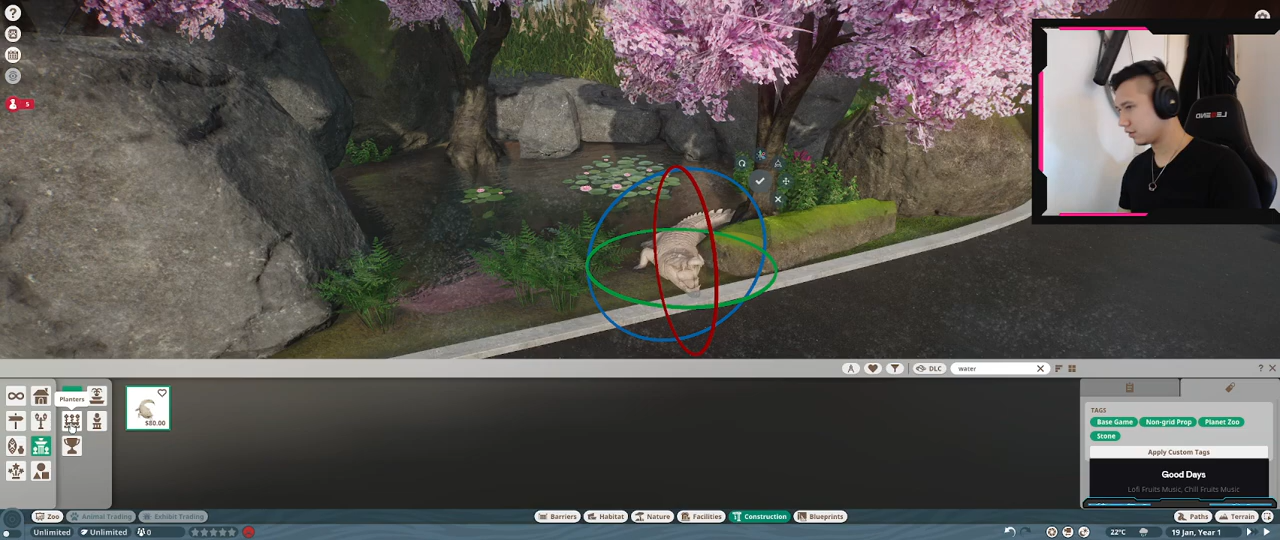 ?
5
LEGEND
A
DLC
water
? ×
Planters
$80.00
TAGS
Base Game
Non-grid Prop
Planet Zoo
Stone
Apply Custom Tags
Good Days
Lofi Fruits Music, Chill Fruits Music
Zoo
Animal Trading
Exhibit Trading
Barriers
Habitat
Nature
Facilities
Construction
Blueprints
Paths
Terrain
Unlimited
Unlimited
0
22°C
19 Jan, Year 1